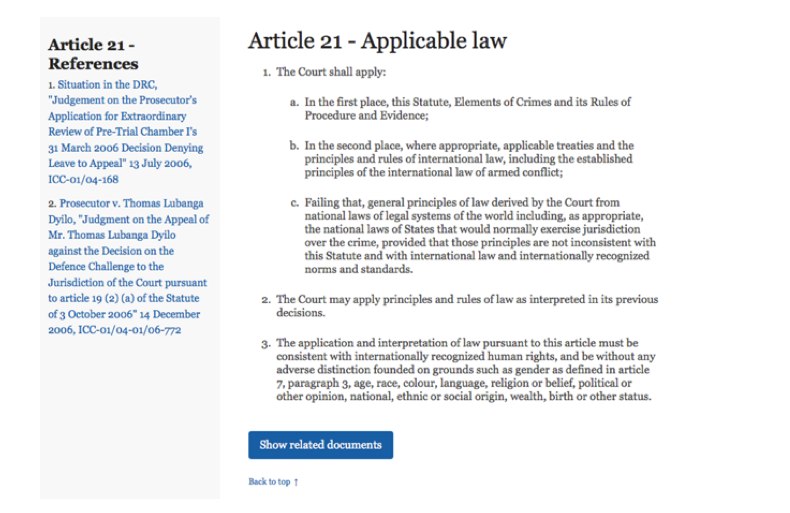 Article 21 -
References
1. Situation in the DRC,
"Judgement on the Prosecutor's
Application for Extraordinary
Review of Pre-Trial Chamber I's
31 March 2006 Decision Denying
Leave to Appeal" 13 July 2006,
ICC-01/04-168
2. Prosecutor v. Thomas Lubanga
Dyilo, "Judgment on the Appeal of
Mr. Thomas Lubanga Dyilo
against the Decision on the
Defence Challenge to the
Jurisdiction of the Court pursuant
to article 19 (2) (a) of the Statute
of 3 October 2006" 14 December
2006, ICC-01/04-01/06-772
Article 21 - Applicable law
1. The Court shall apply:
a. In the first place, this Statute, Elements of Crimes and its Rules of
Procedure and Evidence;
b. In the second place, where appropriate, applicable treaties and the
principles and rules of international law, including the established
principles of the international law of armed conflict;
c. Failing that, general principles of law derived by the Court from
national laws of legal systems of the world including, as appropriate,
the national laws of States that would normally exercise jurisdiction
over the crime, provided that those principles are not inconsistent with
this Statute and with international law and internationally recognized
norms and standards.
2. The Court may apply principles and rules of law as interpreted in its previous
decisions.
3. The application and interpretation of law pursuant to this article must be
consistent with internationally recognized human rights, and be without any
adverse distinction founded on grounds such as gender as defined in article
7, paragraph 3, age, race, colour, language, religion or belief, political or
other opinion, national, ethnic or social origin, wealth, birth or other status.
Show related documents
Back to top ↑